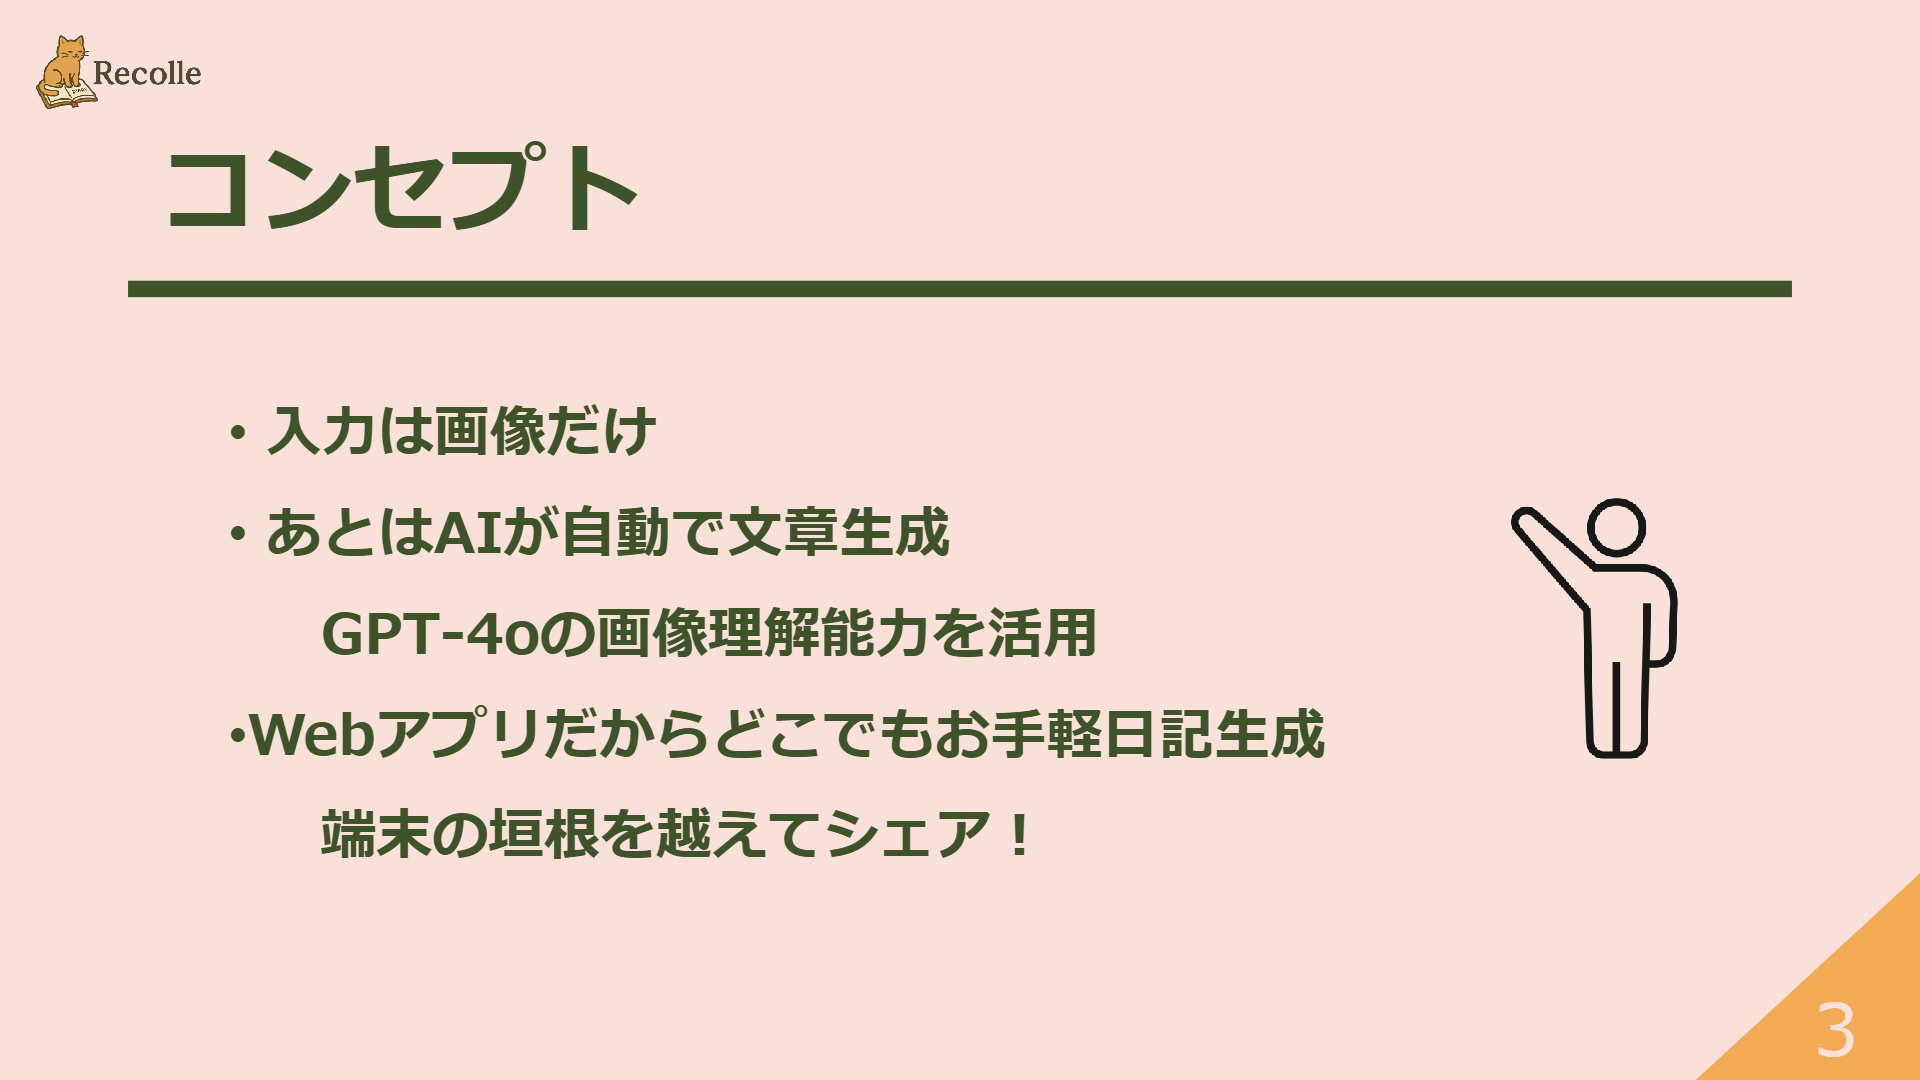 Recolle
コンセプト
• 入力は画像だけ
• あとはAIが自動で文章生成
GPT-4oの画像理解能力を活用
•Webアプリだからどこでもお手軽日記生成
端末の垣根を越えてシェア！
3